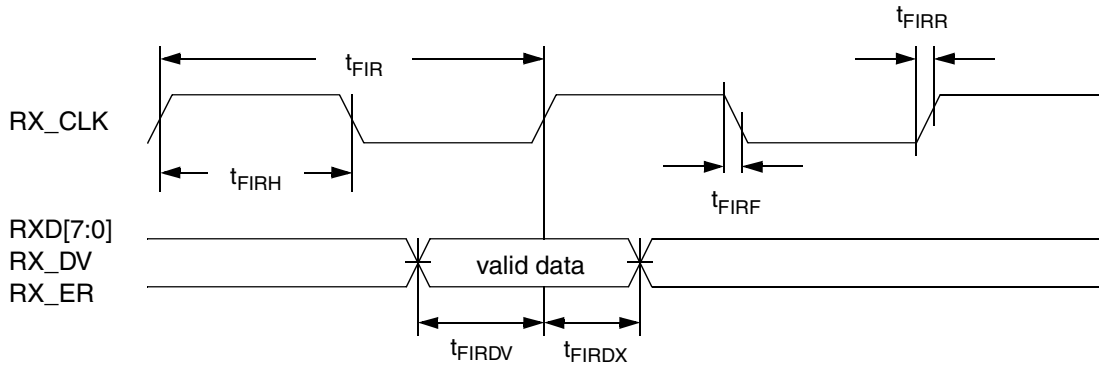 tFIRR
tFIR
RX_CLK
tFIRH
tFIRF
RXD[7:0]
RX_DV
valid data
RX_ER
tFIRDV
tFIRDX